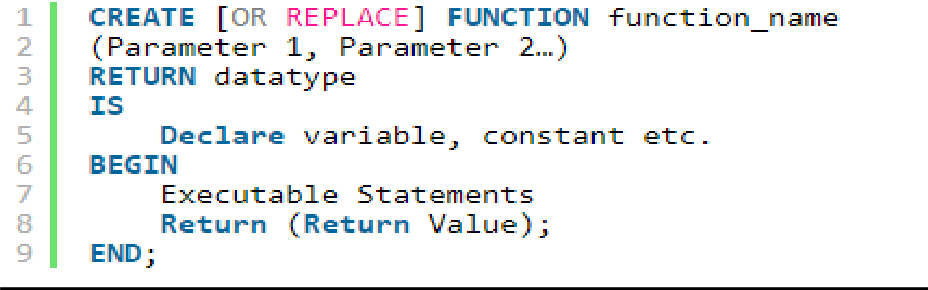 1 CREATE [OR REPLACE] FUNCTION function_name
2 (Parameter 1, Parameter 2…)
3 RETURN datatype
4 IS
5 Declare variable, constant etc.
6 BEGIN
7 Executable Statements
8 Return (Return Value);
9 END;